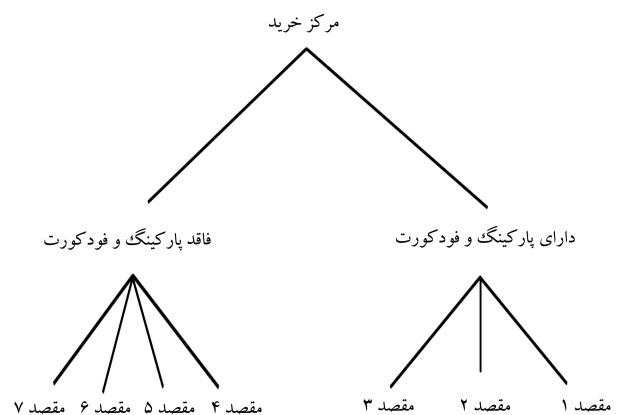 مرکز خرید
دارای پارکینگ و فودکورت
فاقد پارکینگ و فودکورت
مقصد ۱
مقصد ۲
مقصد ۳
مقصد ۴
مقصد ۵
مقصد ۶
مقصد ۷